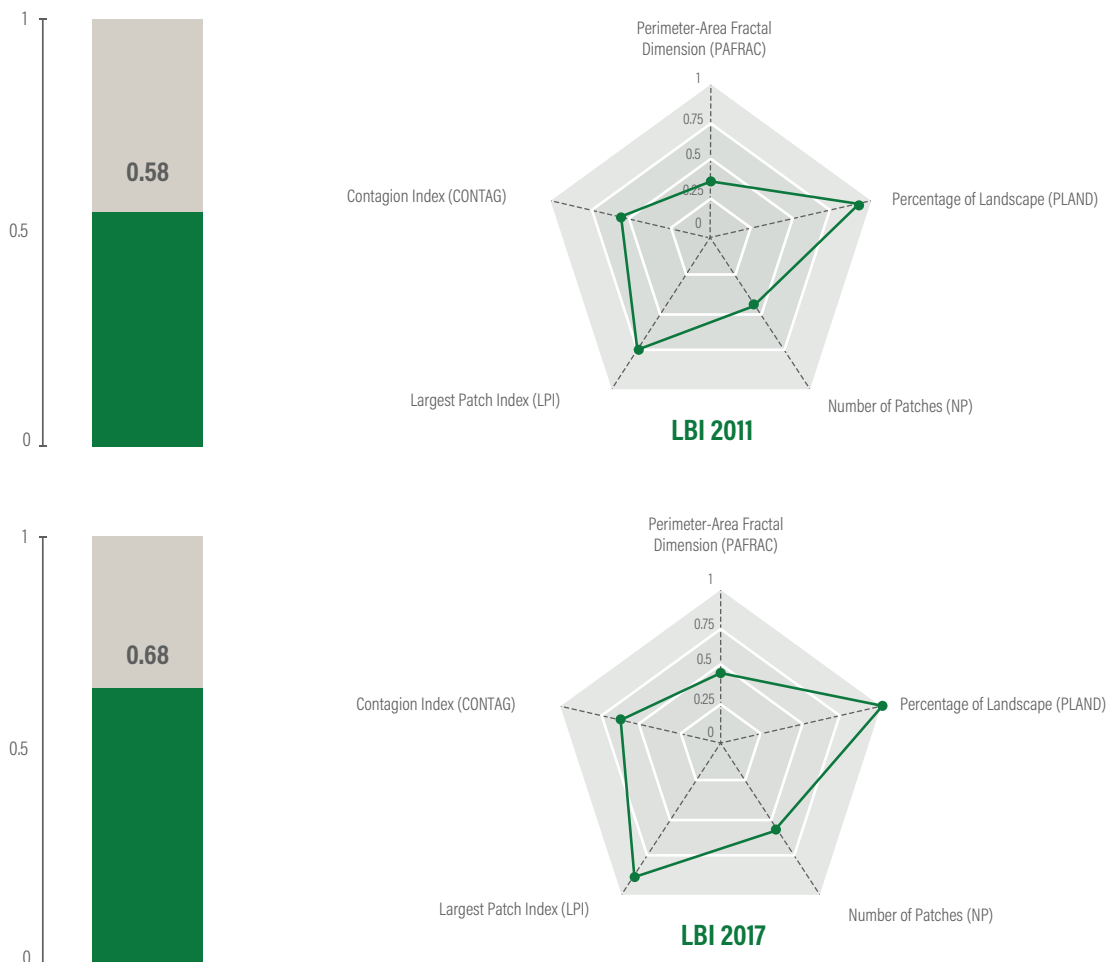 1
0.58
0.5
0
Perimeter-Area Fractal
Dimension (PAFRAC)
1
0.75
0.5
0.25
0
Contagion Index (CONTAG)
Percentage of Landscape (PLAND)
Largest Patch Index (LPI)
Number of Patches (NP)
LBI 2011
1
0.68
0.5
0
Perimeter-Area Fractal
Dimension (PAFRAC)
1
0.75
0.5
0.25
0
Contagion Index (CONTAG)
Percentage of Landscape (PLAND)
Largest Patch Index (LPI)
Number of Patches (NP)
LBI 2017